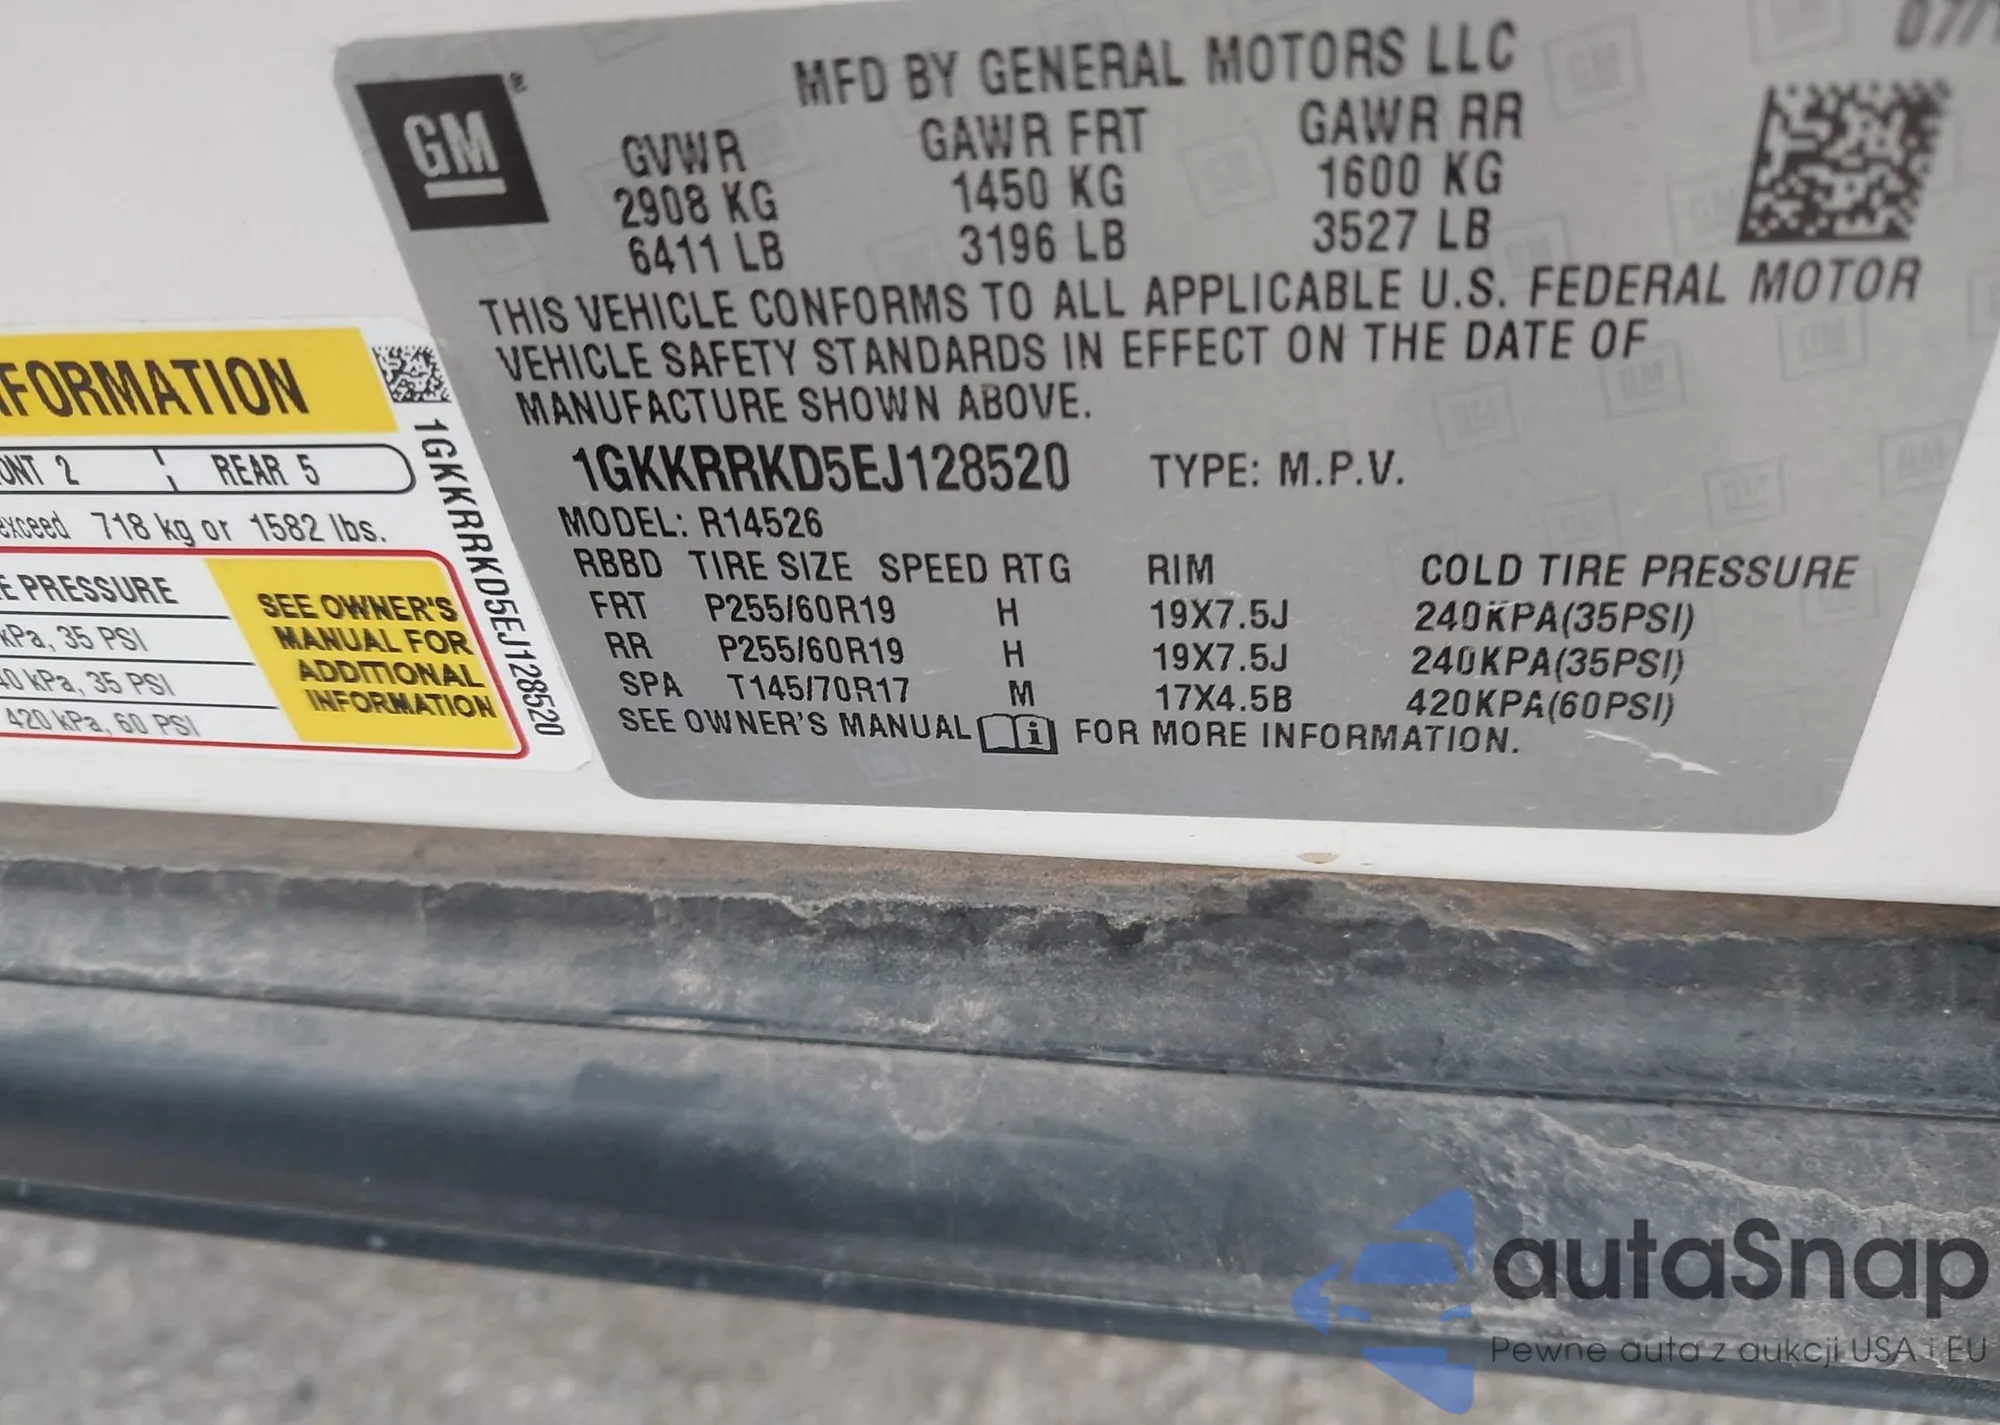 07/1
GM
®
MFD BY GENERAL MOTORS LLC
GVWR GAWR FRT GAWR RR
2908 KG 1450 KG 1600 KG
6411 LB 3196 LB 3527 LB
THIS VEHICLE CONFORMS TO ALL APPLICABLE U.S. FEDERAL MOTOR
VEHICLE SAFETY STANDARDS IN EFFECT ON THE DATE OF
MANUFACTURE SHOWN ABOVE.
1GKKRRKD5EJ128520 TYPE: M.P.V.
MODEL: R14526
RBBD TIRE SIZE SPEED RTG RIM COLD TIRE PRESSURE
FRT P255/60R19 H 19X7.5J 240KPA(35PSI)
RR P255/60R19 H 19X7.5J 240KPA(35PSI)
SPA T145/70R17 M 17X4.5B 420KPA(60PSI)
SEE OWNER'S MANUAL i FOR MORE INFORMATION.
FORMATION
ONT 2 REAR 5
exceed 718 kg or 1582 lbs.
E PRESSURE
kPa, 35 PSI
40 kPa, 35 PSI
420 kPa, 60 PSI
SEE OWNER'S
MANUAL FOR
ADDITIONAL
INFORMATION
1GKKRRKD5EJ128520
autaSnap
Pewne auta z aukcji USA i EU